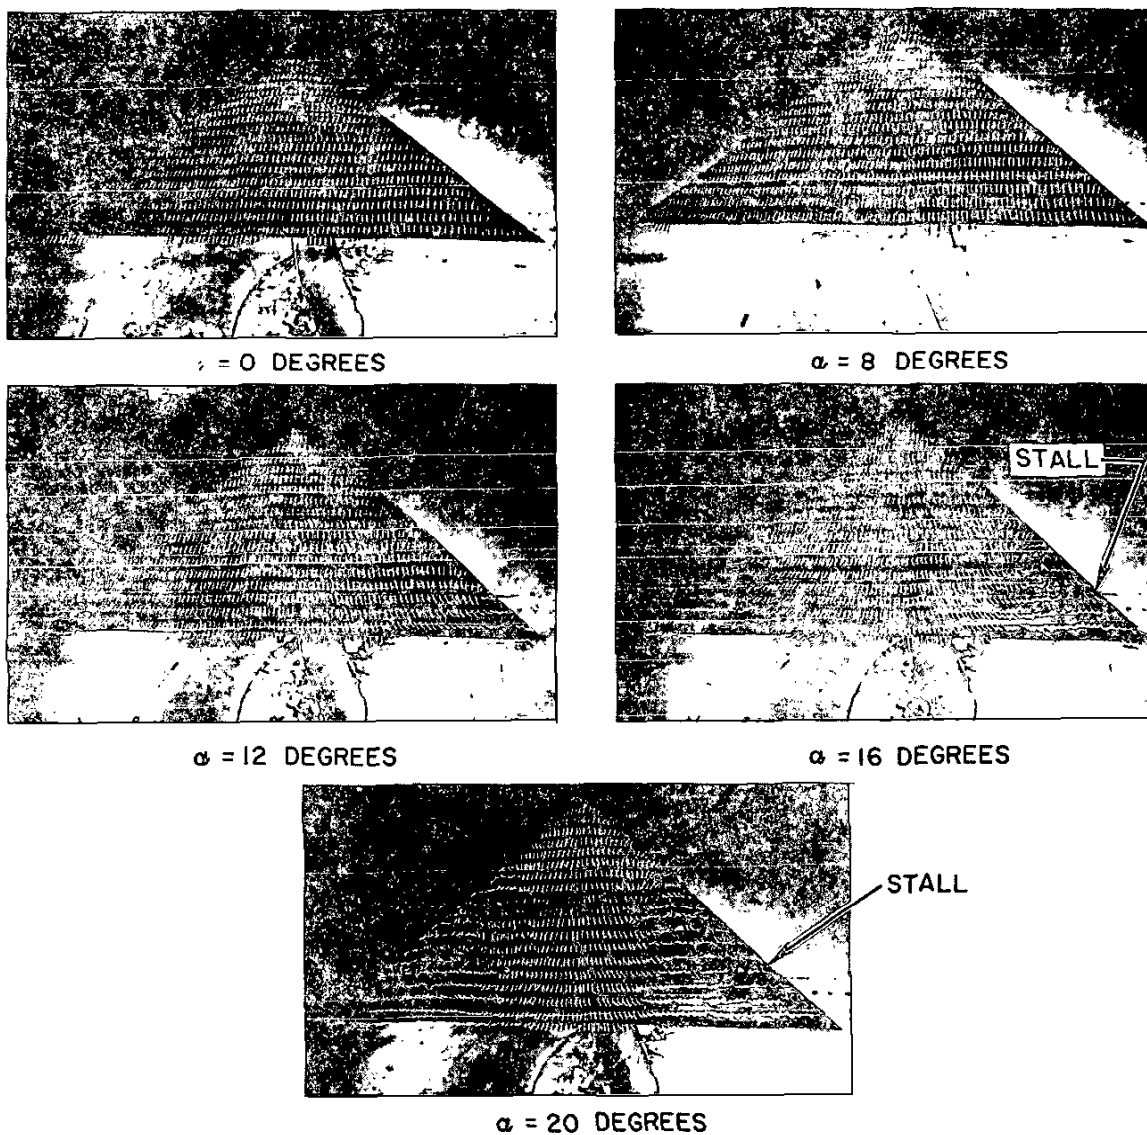 = 0 DEGREES
α = 8 DEGREES
STALL
α = 12 DEGREES
α = 16 DEGREES
STALL
α = 20 DEGREES